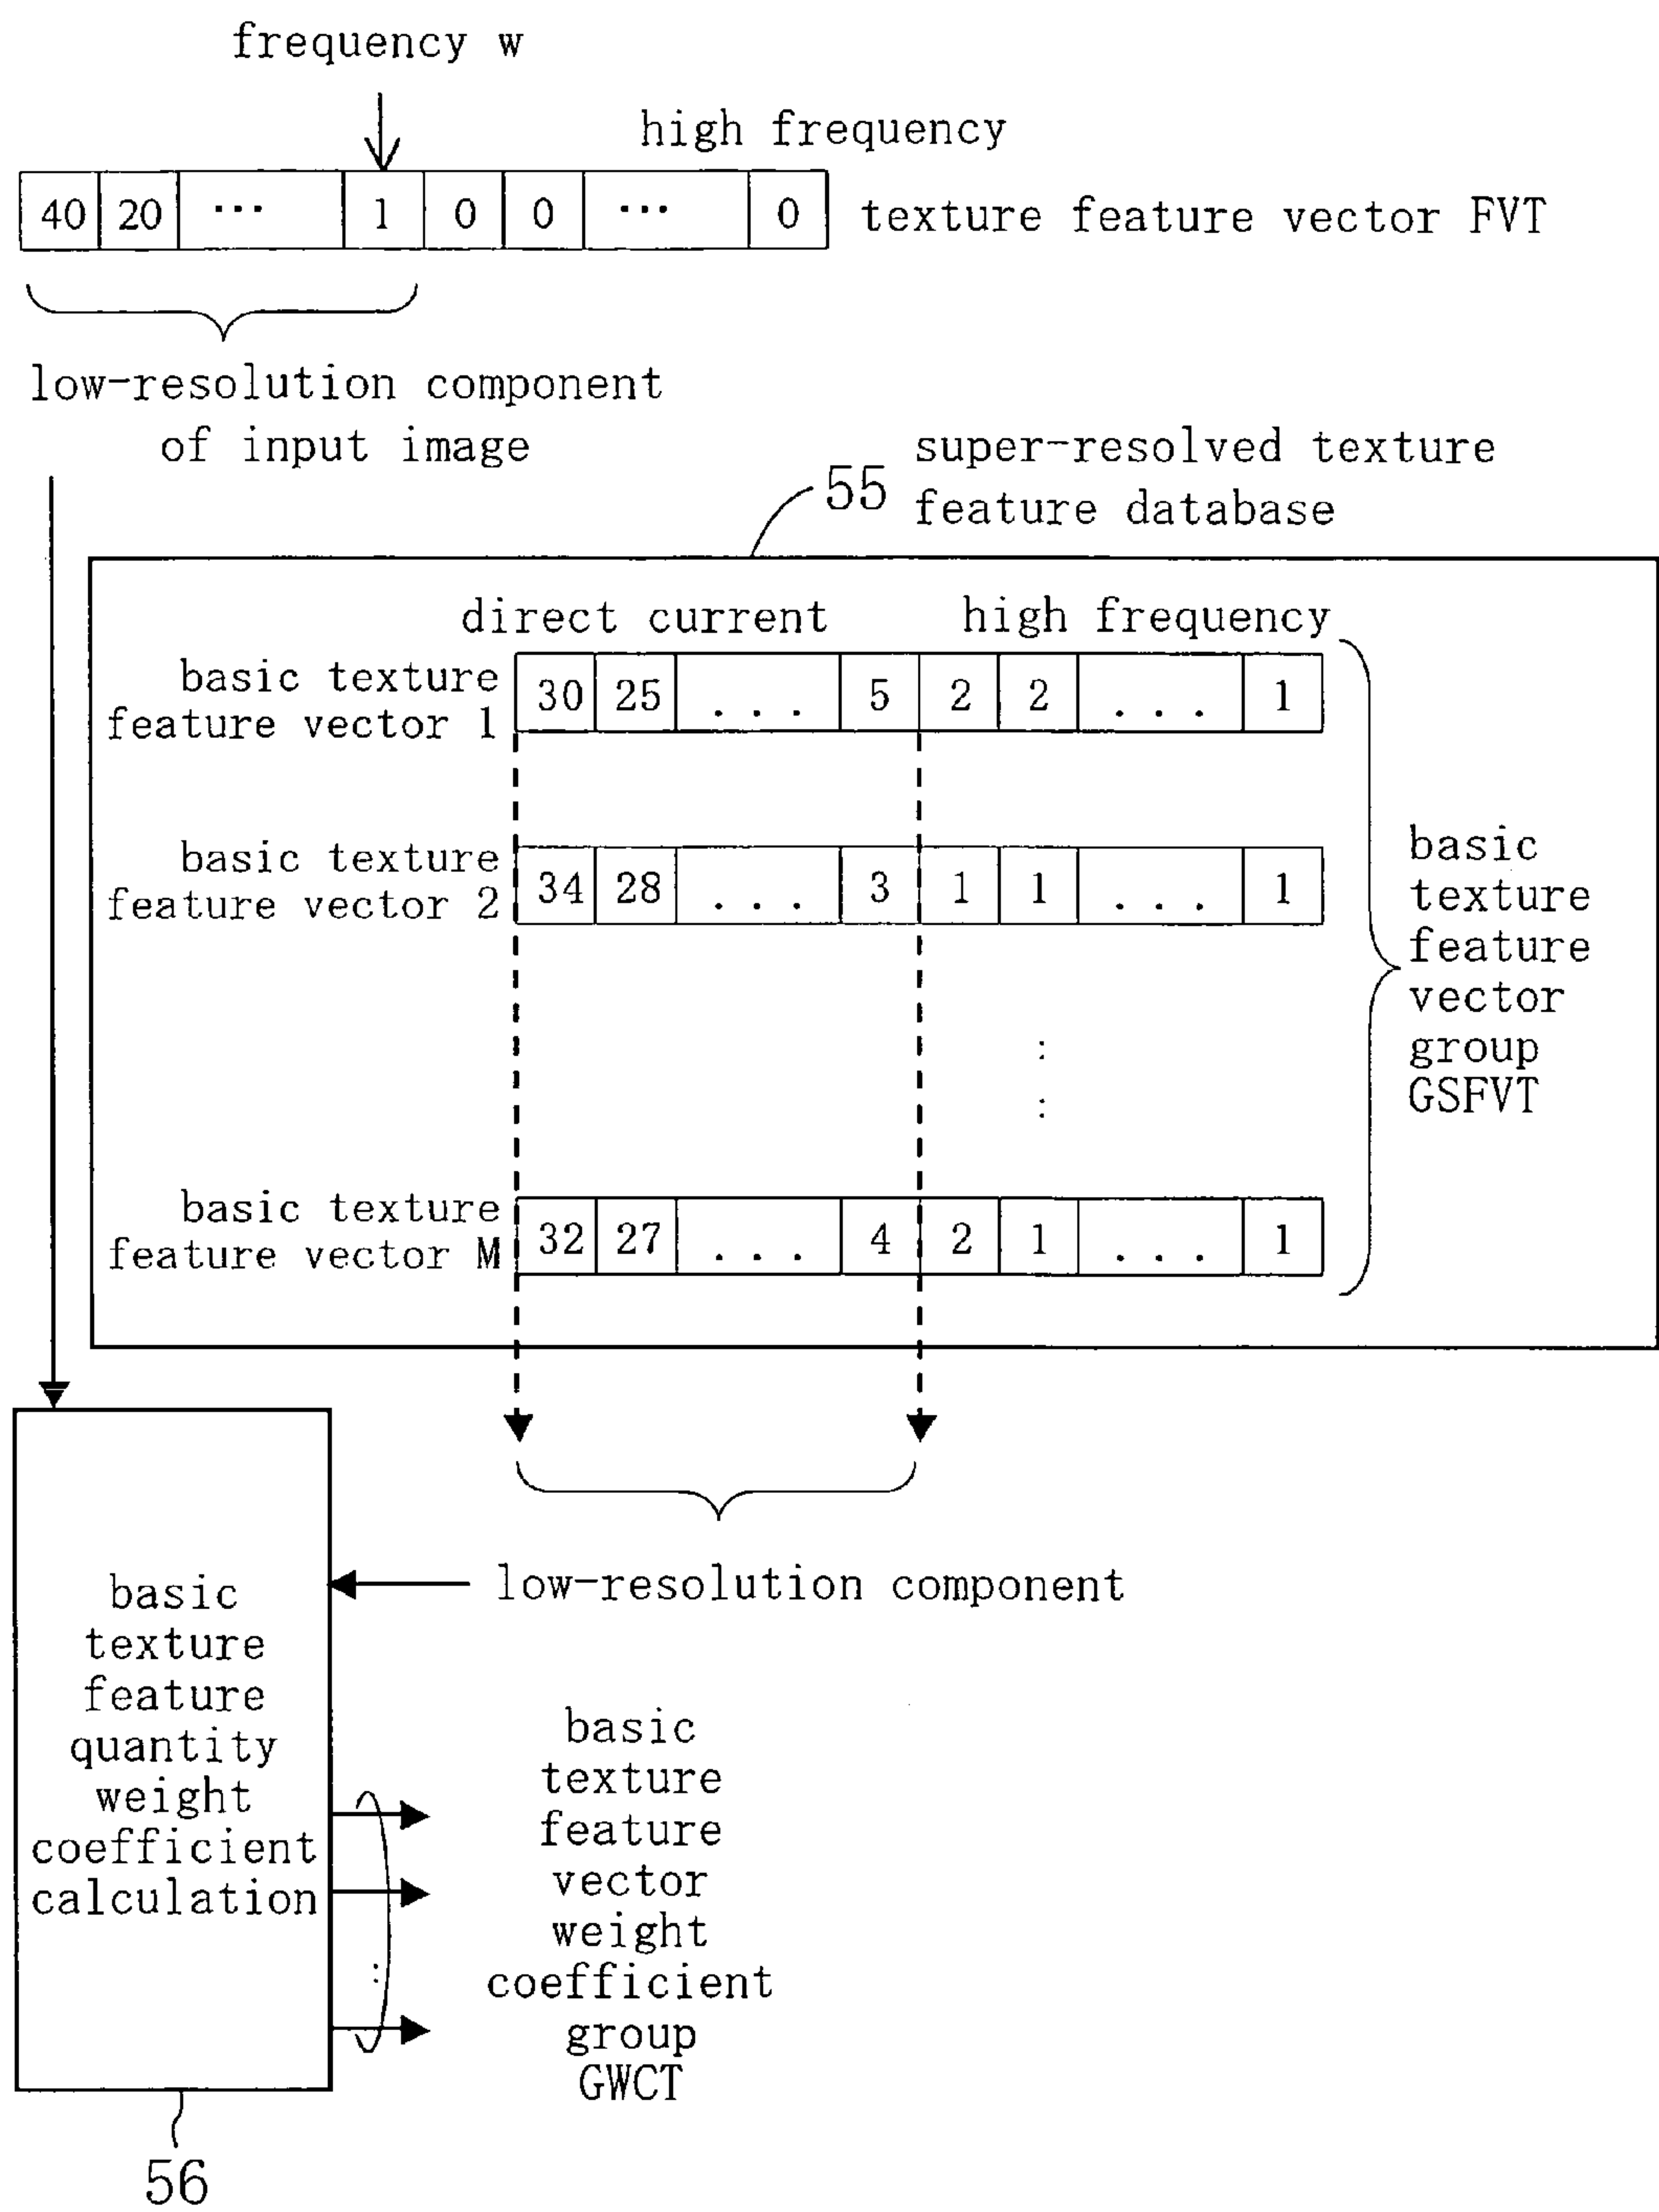 frequency w
high frequency
40 20 ... 1 0 0 ... 0 texture feature vector FVT
low-resolution component
of input image
55 super-resolved texture
feature database
direct current high frequency
basic texture
feature vector 1
30 25 . . . 5 2 2 . . . 1
basic texture
feature vector 2
34 28 . . . 3 1 1 . . . 1
:
:
basic texture
feature vector M
32 27 . . . 4 2 1 . . . 1
basic
texture
feature
vector
group
GSFVT
low-resolution component
basic
texture
feature
quantity
weight
coefficient
calculation
:
basic
texture
feature
vector
weight
coefficient
group
GWCT
56